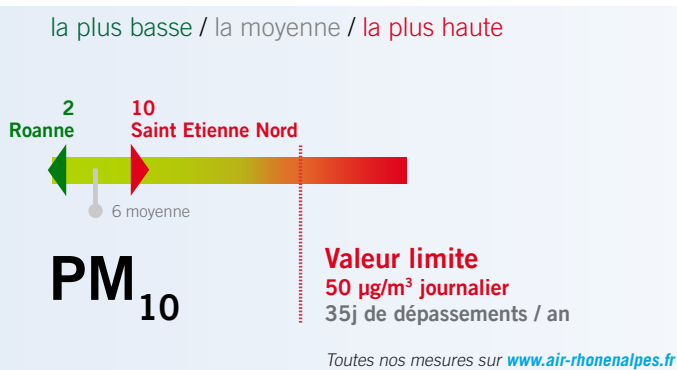 la plus basse / la moyenne / la plus haute
2
Roanne
10
Saint Etienne Nord
6 moyenne
PM10
Valeur limite
50 µg/m³ journalier
35j de dépassements / an
Toutes nos mesures sur www.air-rhonenalpes.fr